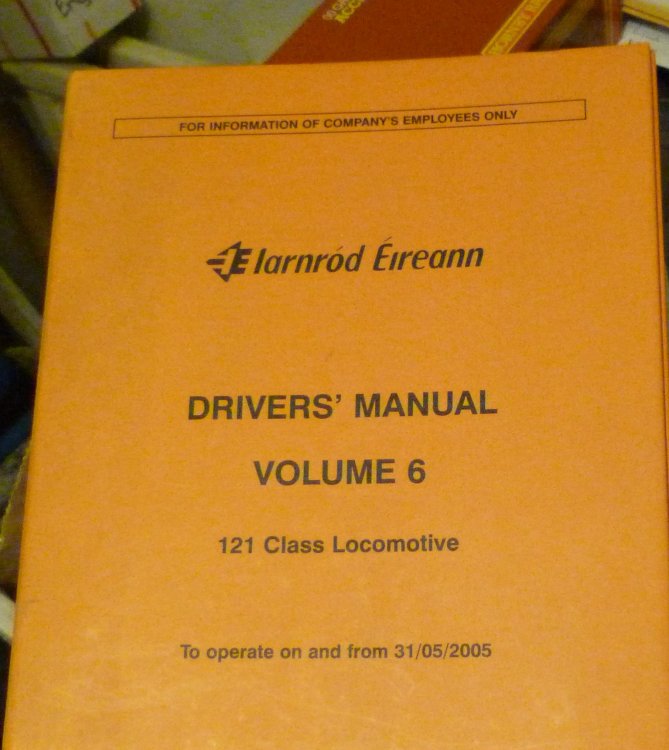 FOR INFORMATION OF COMPANY'S EMPLOYEES ONLY
IE Iarnród Éireann
DRIVERS' MANUAL
VOLUME 6
121 Class Locomotive
To operate on and from 31/05/2005